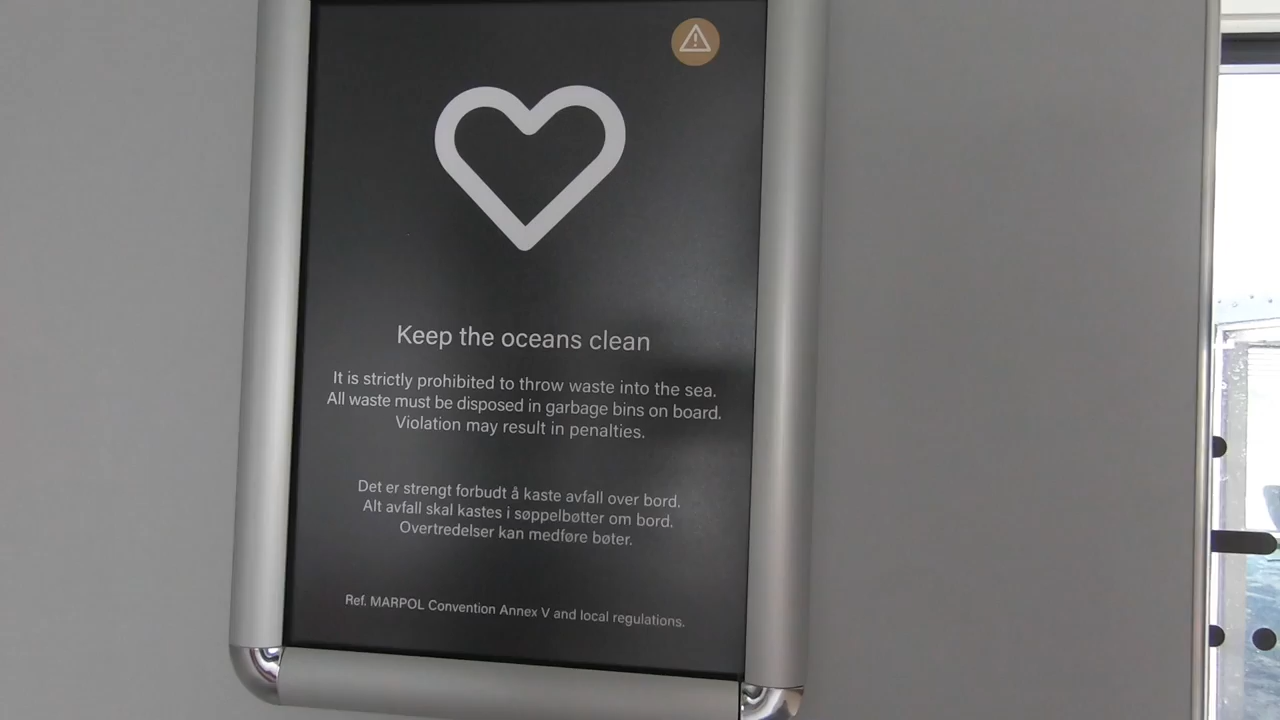 Keep the oceans clean
It is strictly prohibited to throw waste into the sea.
All waste must be disposed in garbage bins on board.
Violation may result in penalties.
Det er strengt forbudt å kaste avfall over bord.
Alt avfall skal kastes i søppelbøtter om bord.
Overtredelser kan medføre bøter.
Ref. MARPOL Convention Annex V and local regulations.